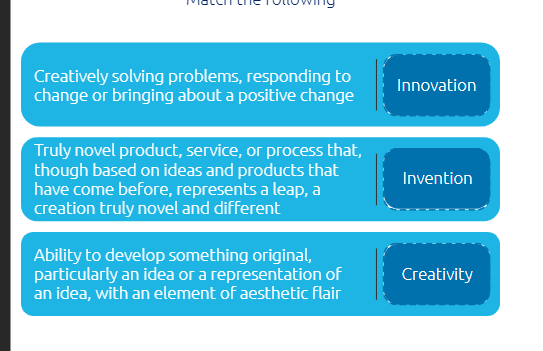 Match the Following
Creatively solving problems, responding to
change or bringing about a positive change
Innovation
Truly novel product, service, or process that,
though based on ideas and products that
have come before, represents a leap, a
creation truly novel and different
Invention
Ability to develop something original,
particularly an idea or a representation of
an idea, with an element of aesthetic flair
Creativity